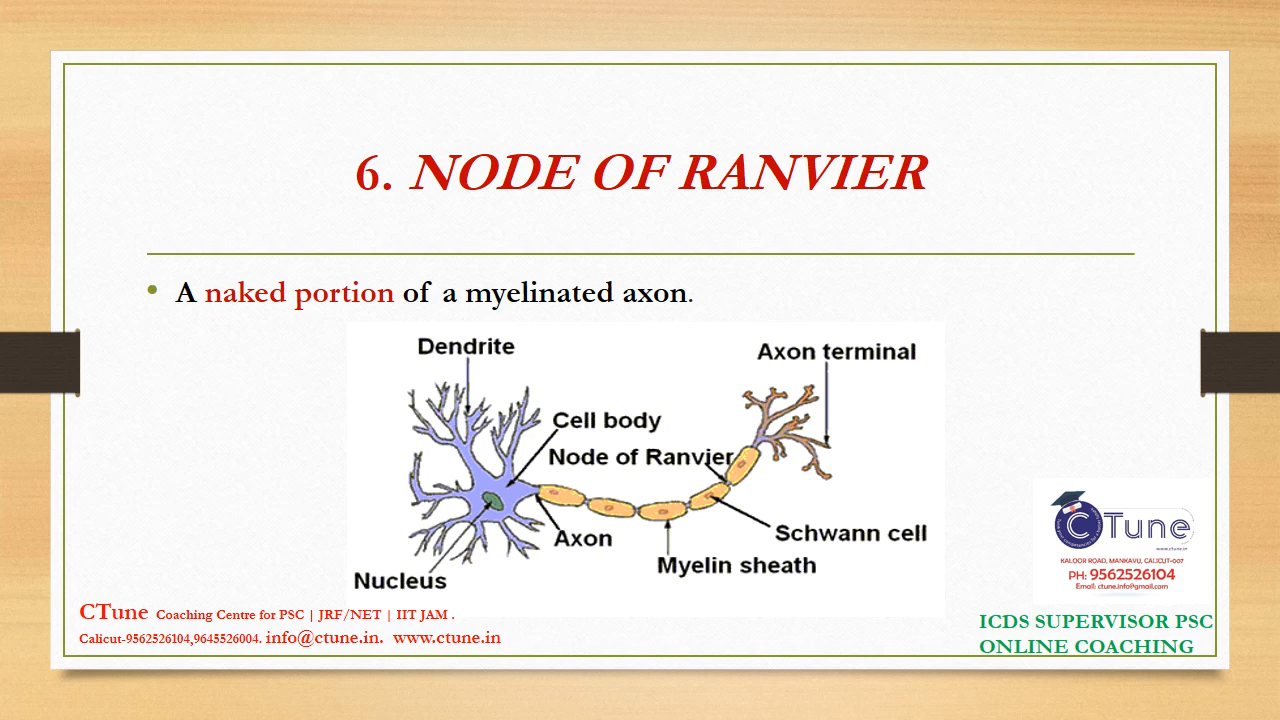 6. NODE OF RANVIER
• A naked portion of a myelinated axon.
Dendrite
Axon terminal
Cell body
Node of Ranvier
Axon
Schwann cell
Myelin sheath
Nucleus
C Tune
www.ctune.in
KALOOR ROAD, MANKAVU, CALICUT-007
PH: 9562526104
Email: ctune.info@gmail.com
CTune Coaching Centre for PSC | JRF/NET | IIT JAM .
Calicut-9562526104,9645526004. info@ctune.in. www.ctune.in
ICDS SUPERVISOR PSC
ONLINE COACHING